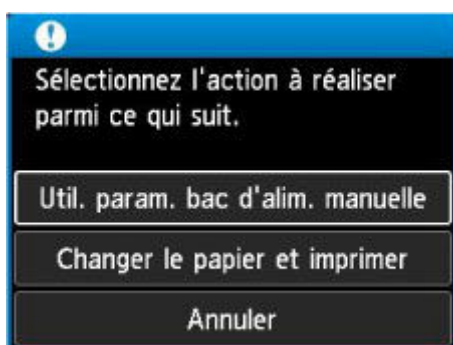 Sélectionnez l'action à réaliser
parmi ce qui suit.
Util. param. bac d'alim. manuelle
Changer le papier et imprimer
Annuler